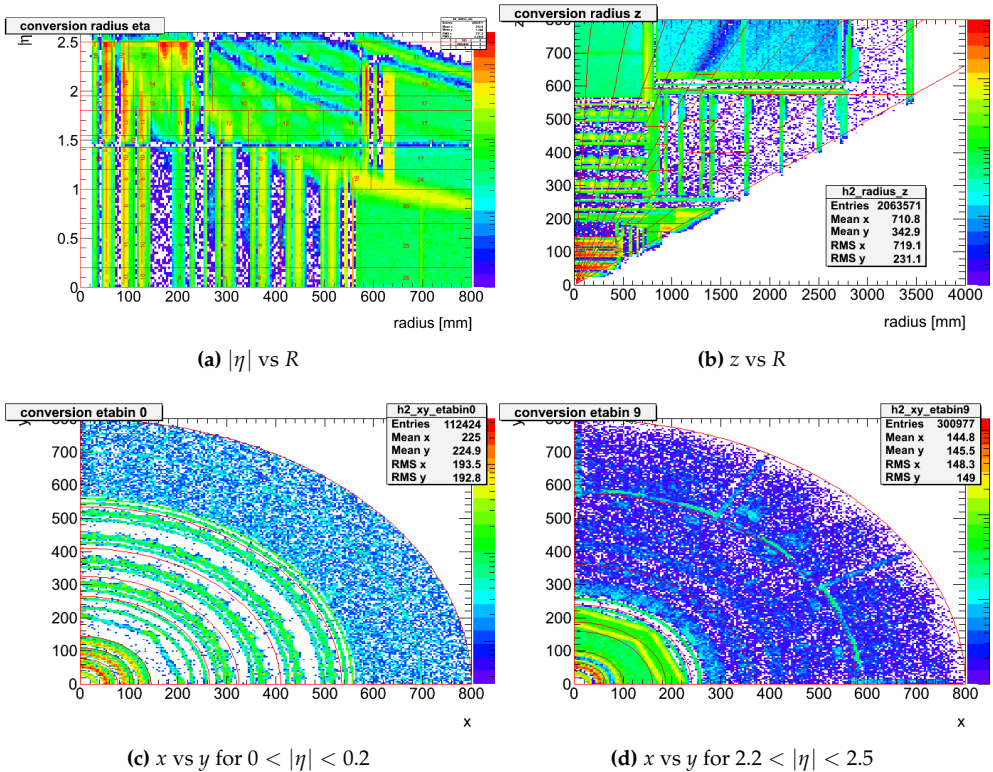 conversion radius eta
|η|
2.5
2
1.5
1
0.5
0
0 100 200 300 400 500 600 700 800
radius [mm]
(a) |η| vs R
conversion radius z
800
700
600
500
400
300
200
100
0
0 500 1000 1500 2000 2500 3000 3500 4000
radius [mm]
h2_radius_z
Entries 2063571
Mean x 710.8
Mean y 342.9
RMS x 719.1
RMS y 231.1
(b) z vs R
conversion etabin 0
y
800
700
600
500
400
300
200
100
0
0 100 200 300 400 500 600 700 800
x
h2_xy_etabin0
Entries 112424
Mean x 225
Mean y 224.9
RMS x 193.5
RMS y 192.8
(c) x vs y for 0 < |η| < 0.2
conversion etabin 9
y
800
700
600
500
400
300
200
100
0
0 100 200 300 400 500 600 700 800
x
h2_xy_etabin9
Entries 300977
Mean x 144.8
Mean y 145.5
RMS x 148.3
RMS y 149
(d) x vs y for 2.2 < |η| < 2.5